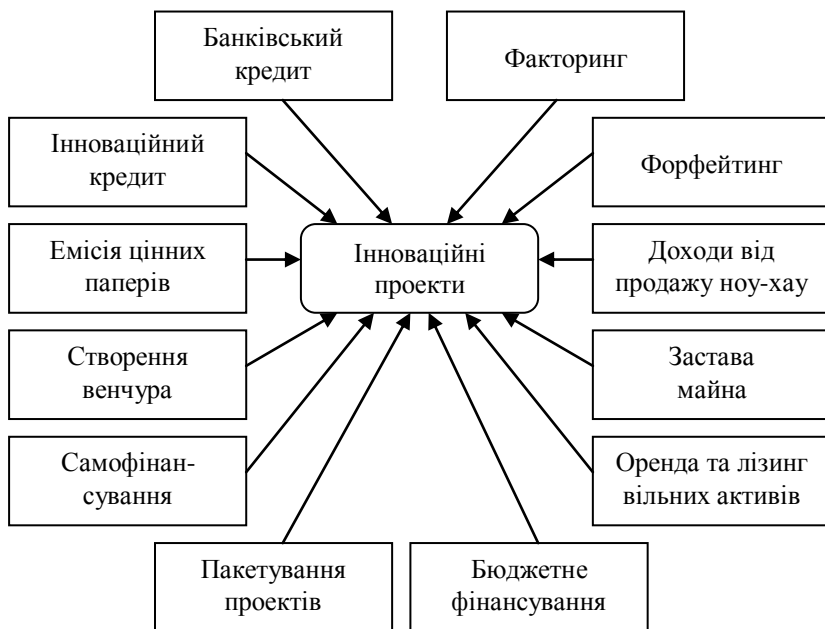 Банківський
кредит
Факторинг
Інноваційний
кредит
Форфейтинг
Емісія цінних
паперів
Інноваційні
проекти
Доходи від
продажу ноу-хау
Створення
венчура
Застава
майна
Самофінан-
сування
Оренда та лізинг
вільних активів
Пакетування
проектів
Бюджетне
фінансування